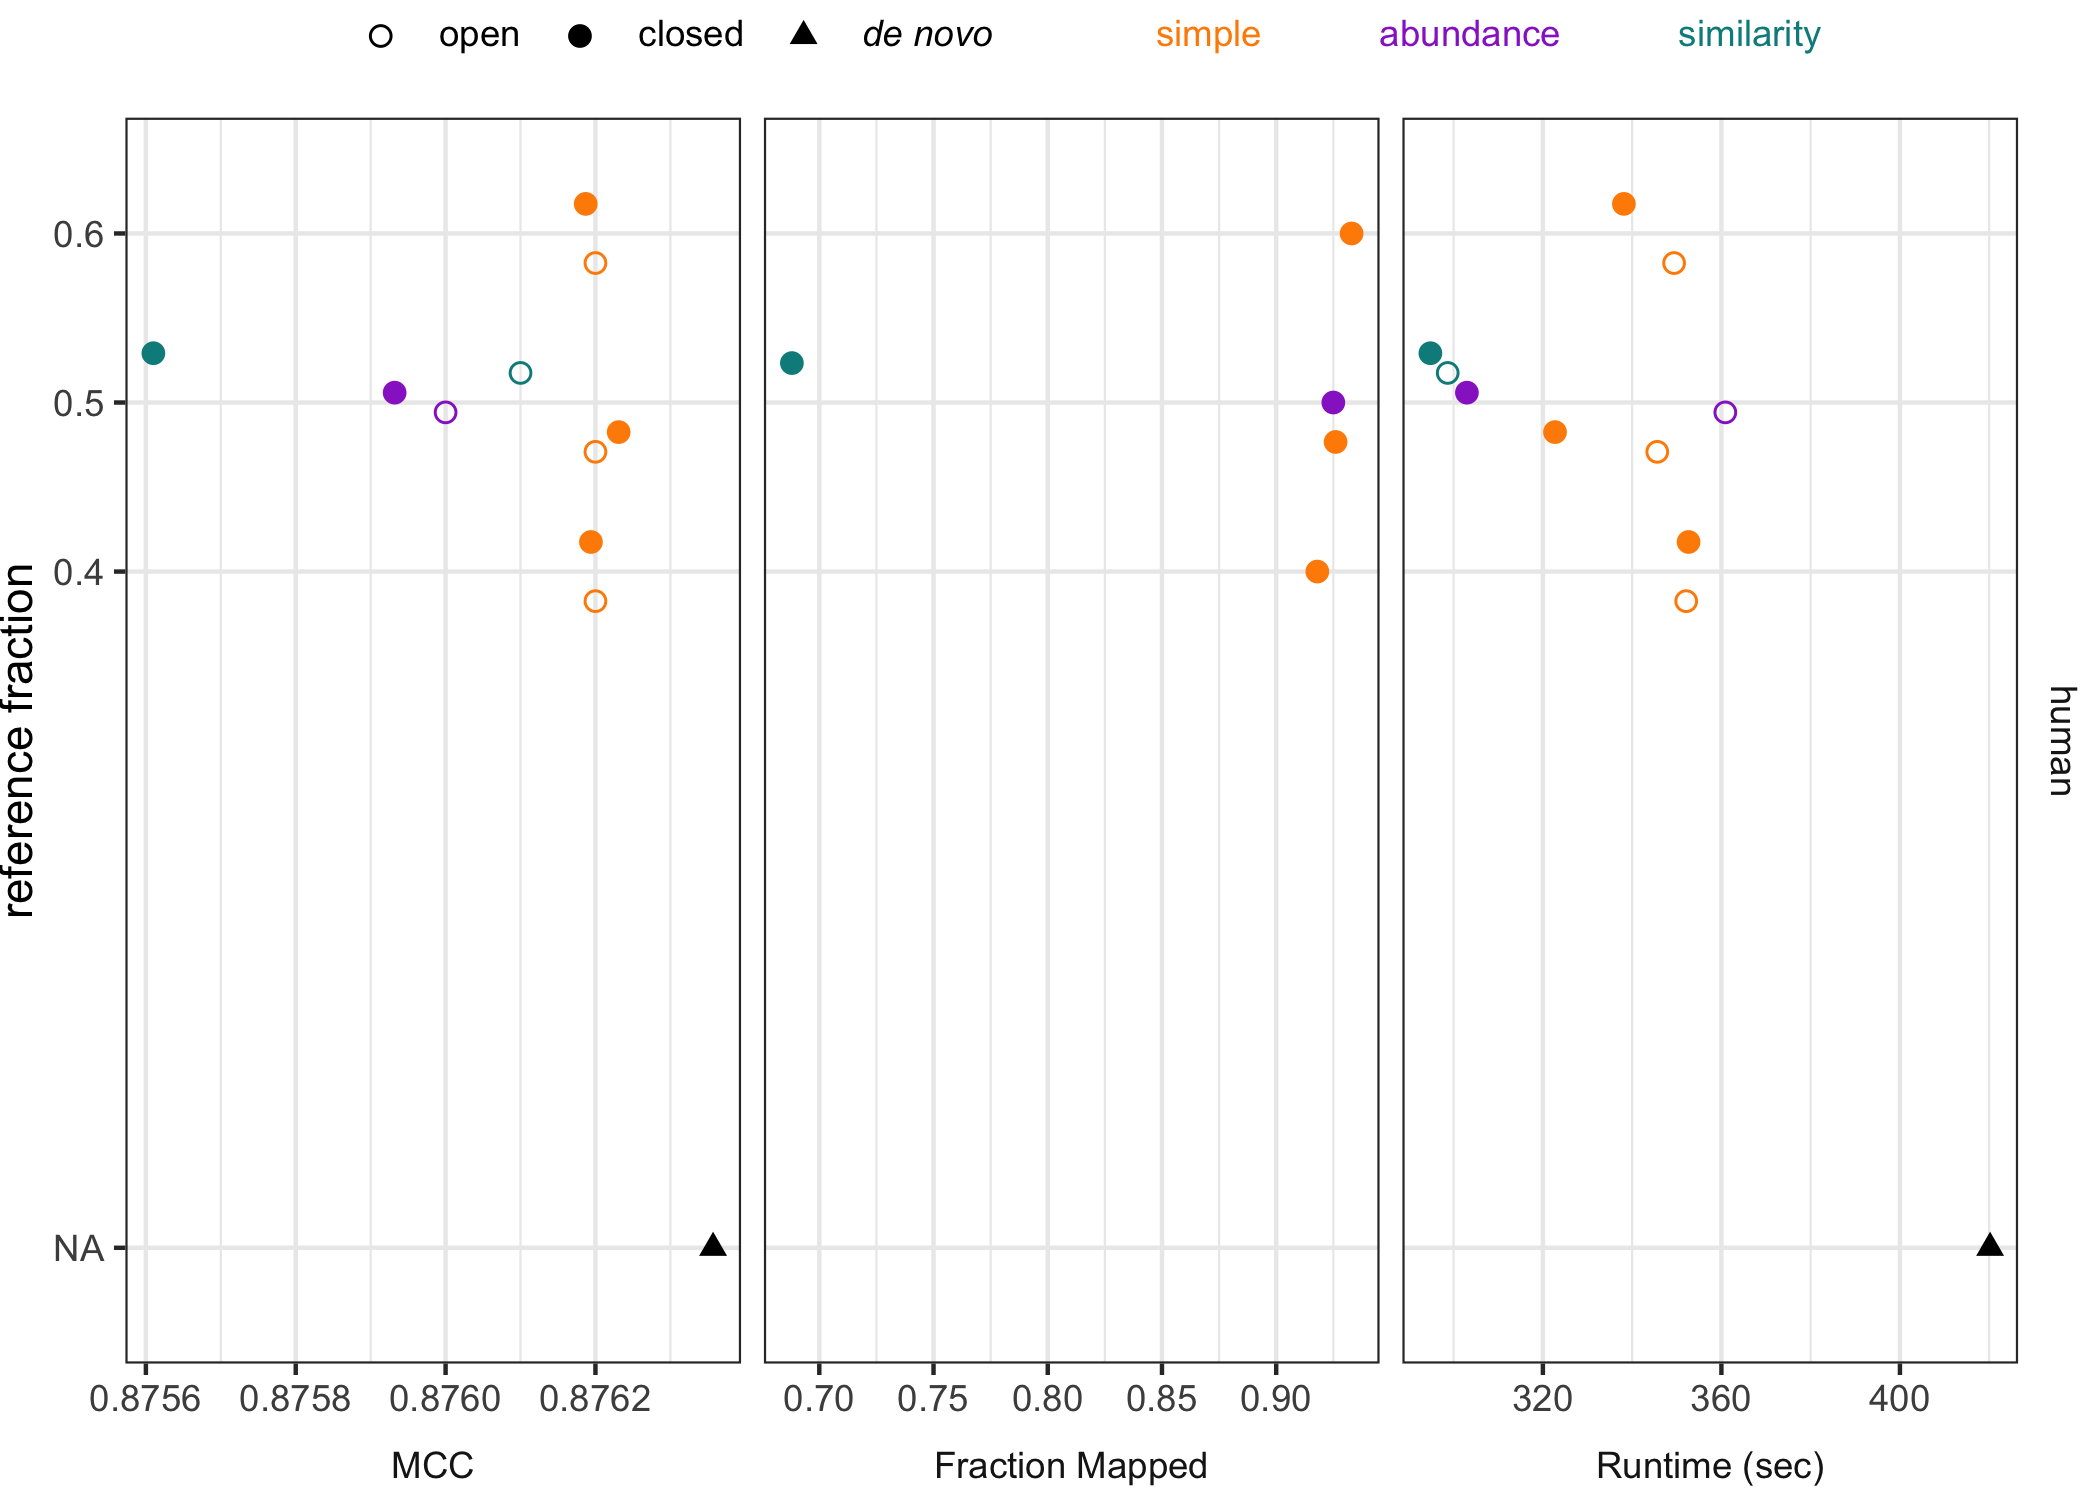 open closed de novo simple abundance similarity
0.6
0.5
0.4
NA
reference fraction
human
0.8756 0.8758 0.8760 0.8762 0.70 0.75 0.80 0.85 0.90 320 360 400
MCC Fraction Mapped Runtime (sec)